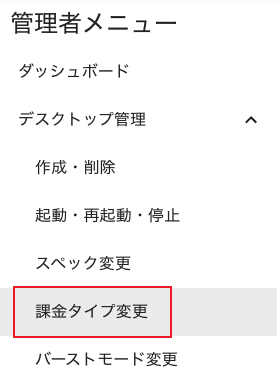 管理者メニュー
ダッシュボード
デスクトップ管理
作成・削除
起動・再起動・停止
スペック変更
課金タイプ変更
バーストモード変更